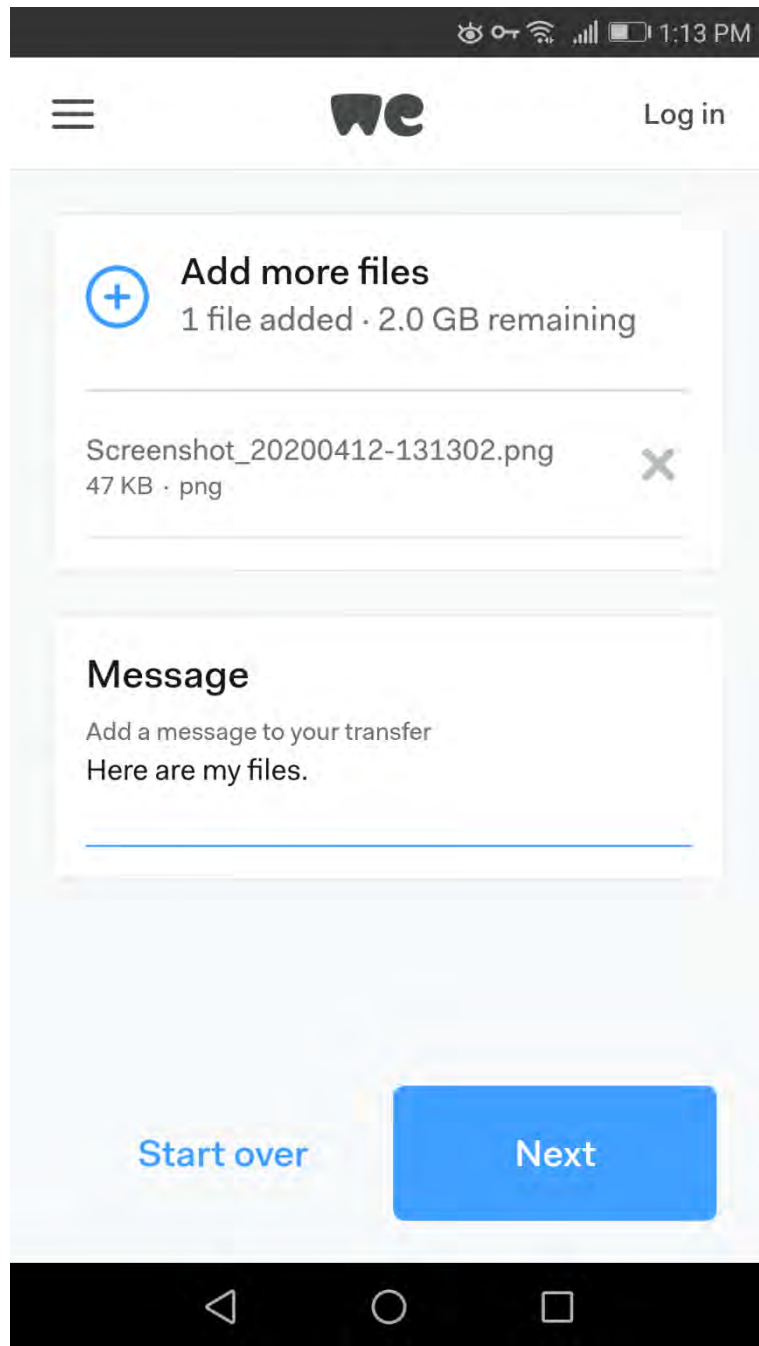 1:13 PM
we
Log in
Add more files
1 file added · 2.0 GB remaining
Screenshot_20200412-131302.png
47 KB · png
Message
Add a message to your transfer
Here are my files.
Start over
Next